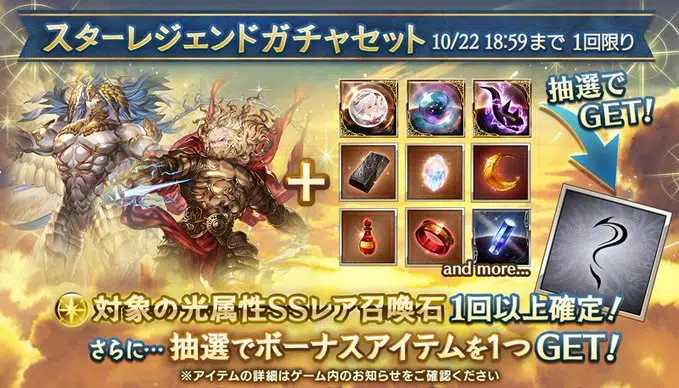 スターレジェンドガチャセット 10/22 18:59まで 1回限り
抽選で
GET!
+
and more...
対象の光属性SSレア召喚石 1回以上確定!
さらに… 抽選でボーナスアイテムを1つ GET!
※アイテムの詳細はゲーム内のお知らせをご確認ください